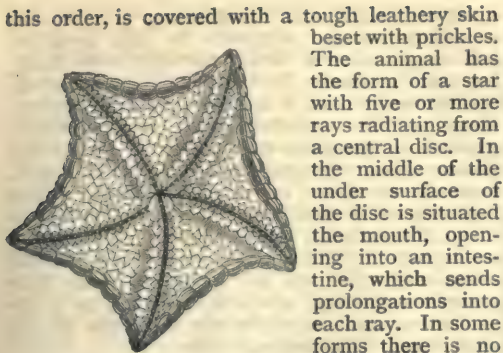 this order, is covered with a tough leathery skin
beset with prickles.
The animal has
the form of a star
with five or more
rays radiating from
a central disc. In
the middle of the
under surface of
the disc is situated
the mouth, open-
ing into an intes-
tine, which sends
prolongations into
each ray. In some
forms there is no